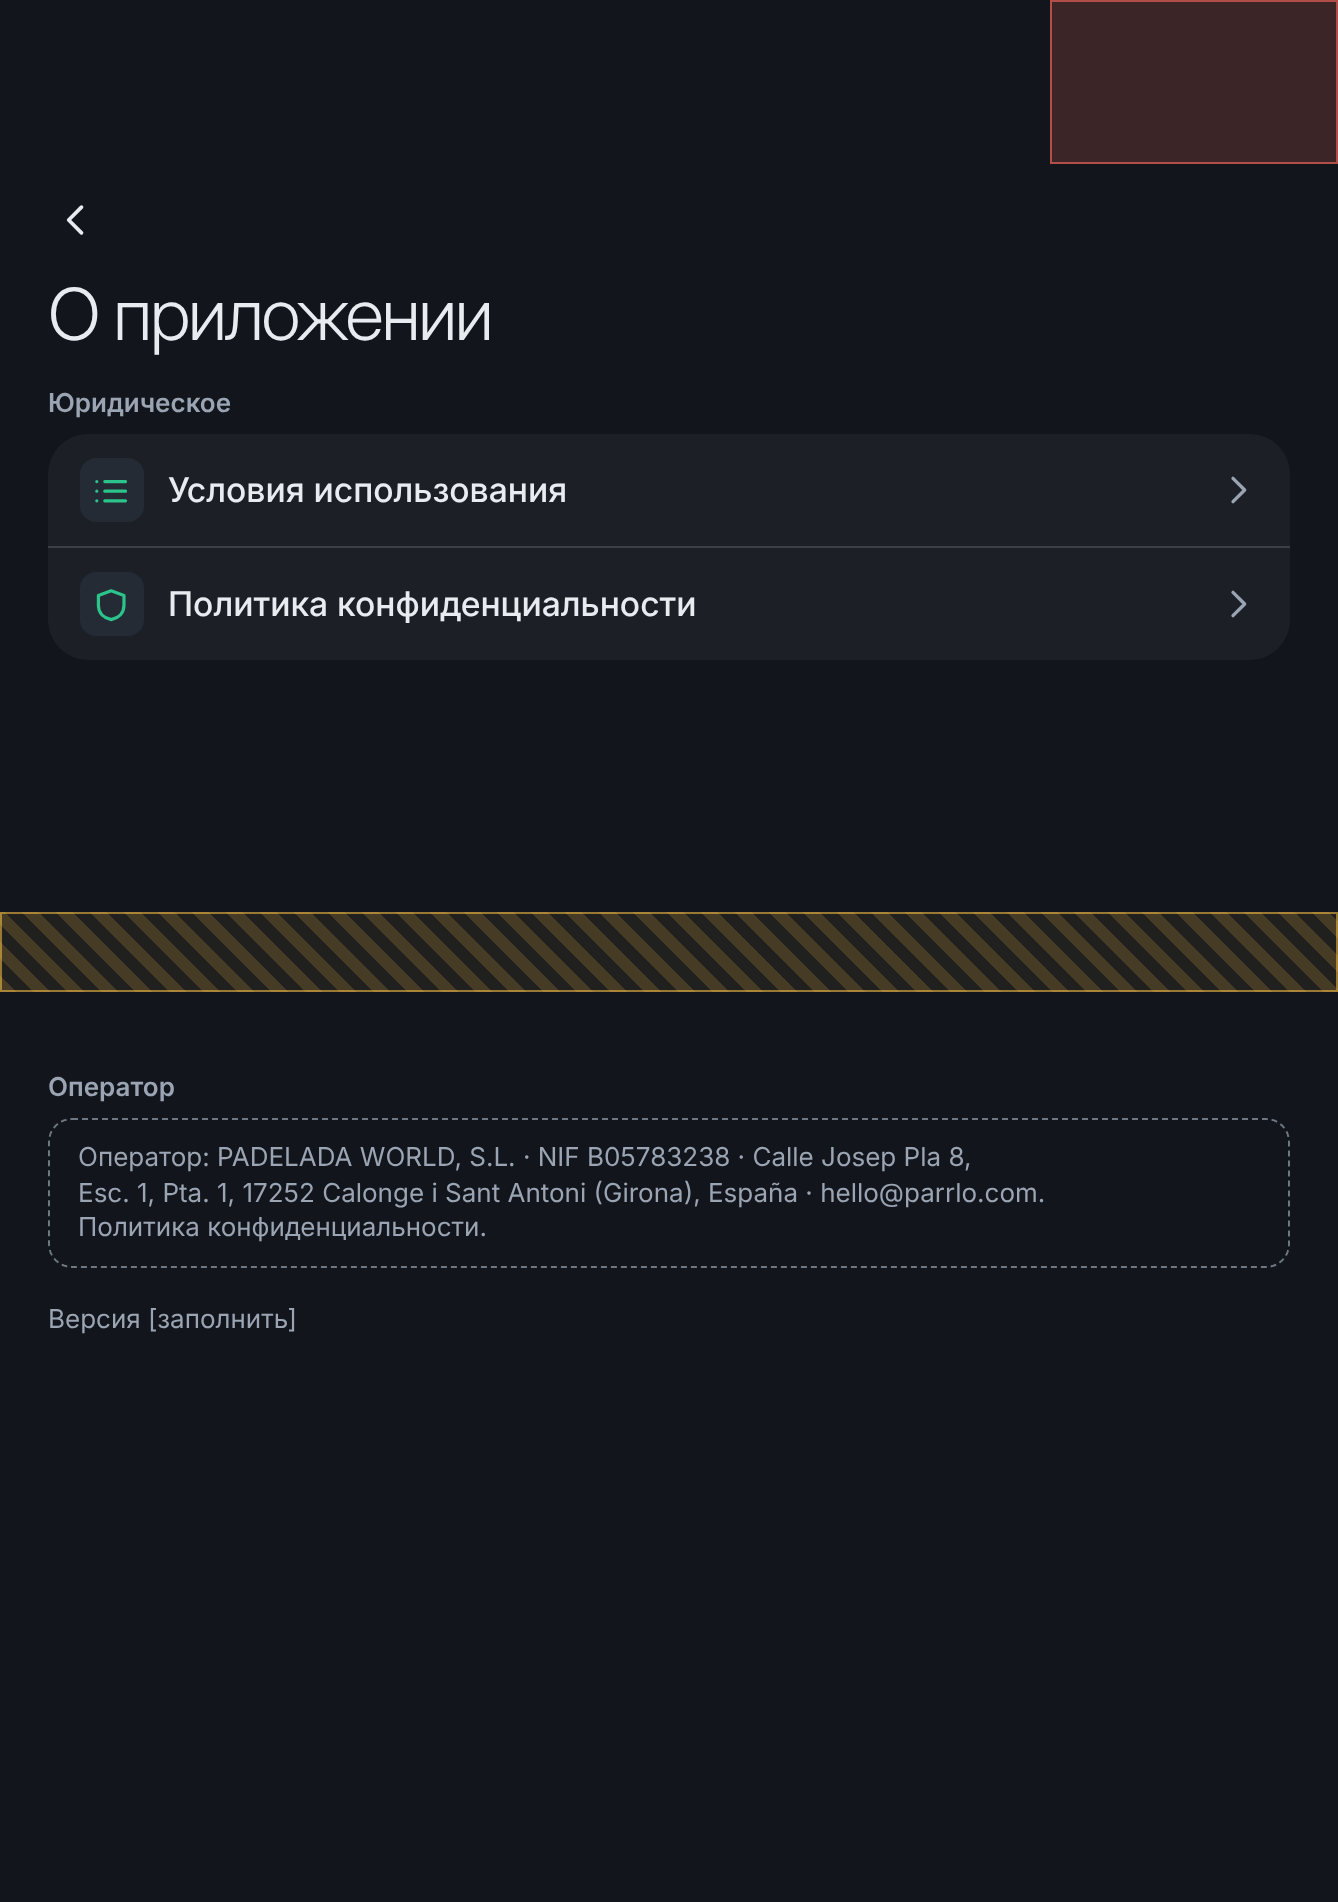 О приложении
Юридическое
Условия использования
Политика конфиденциальности
Оператор
Оператор: PADELADA WORLD, S.L. · NIF B05783238 · Calle Josep Pla 8,
Esc. 1, Pta. 1, 17252 Calonge i Sant Antoni (Girona), España · hello@parrlo.com.
Политика конфиденциальности.
Версия [заполнить]